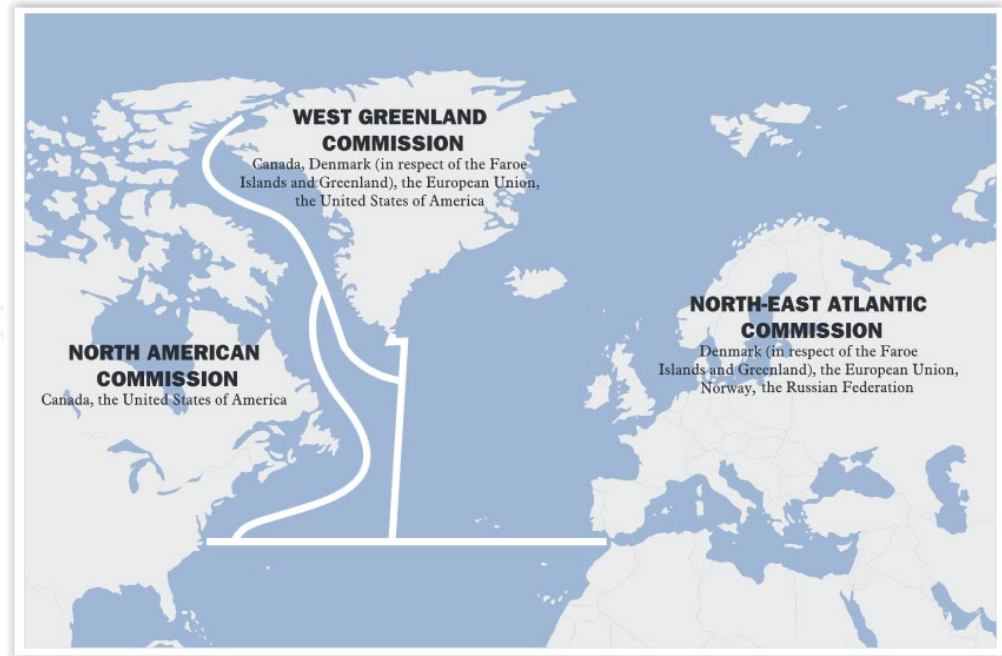 WEST GREENLAND
COMMISSION
Canada, Denmark (in respect of the Faroe
Islands and Greenland), the European Union,
the United States of America
NORTH-EAST ATLANTIC
COMMISSION
Denmark (in respect of the Faroe
Islands and Greenland), the European Union,
Norway, the Russian Federation
NORTH AMERICAN
COMMISSION
Canada, the United States of America